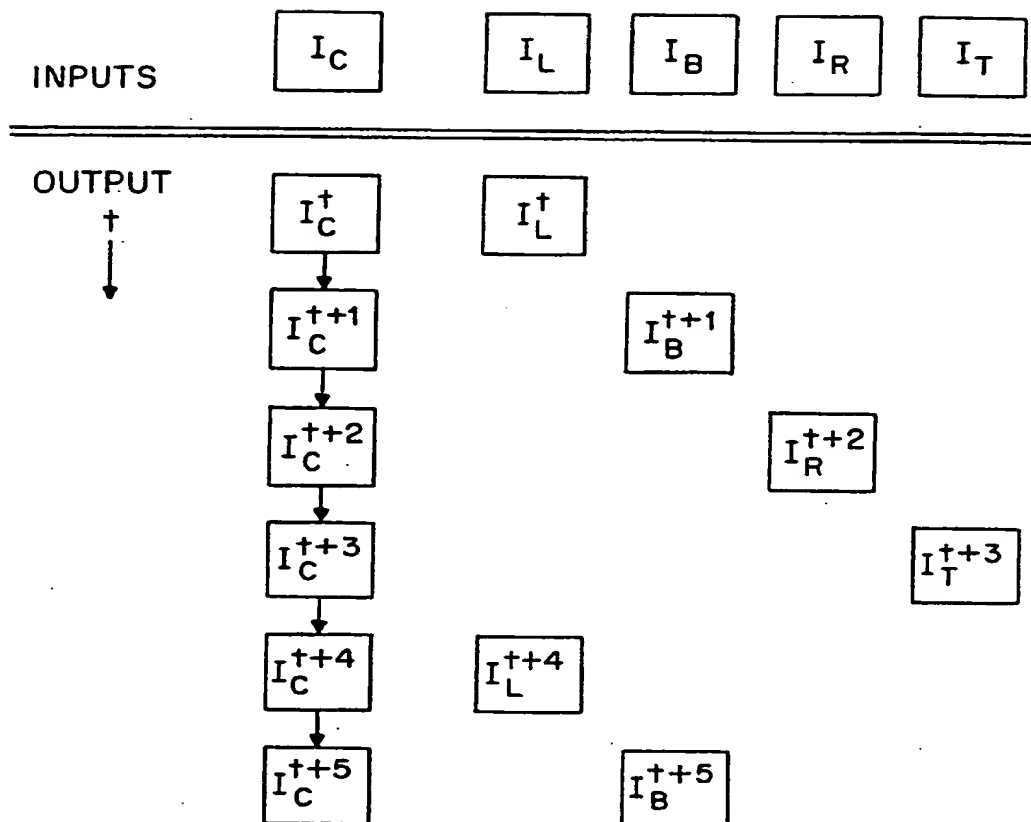 INPUTS I_C I_L I_B I_R I_T
OUTPUT
t
I_C^t I_L^t
I_C^{t+1} I_B^{t+1}
I_C^{t+2} I_R^{t+2}
I_C^{t+3} I_T^{t+3}
I_C^{t+4} I_L^{t+4}
I_C^{t+5} I_B^{t+5}